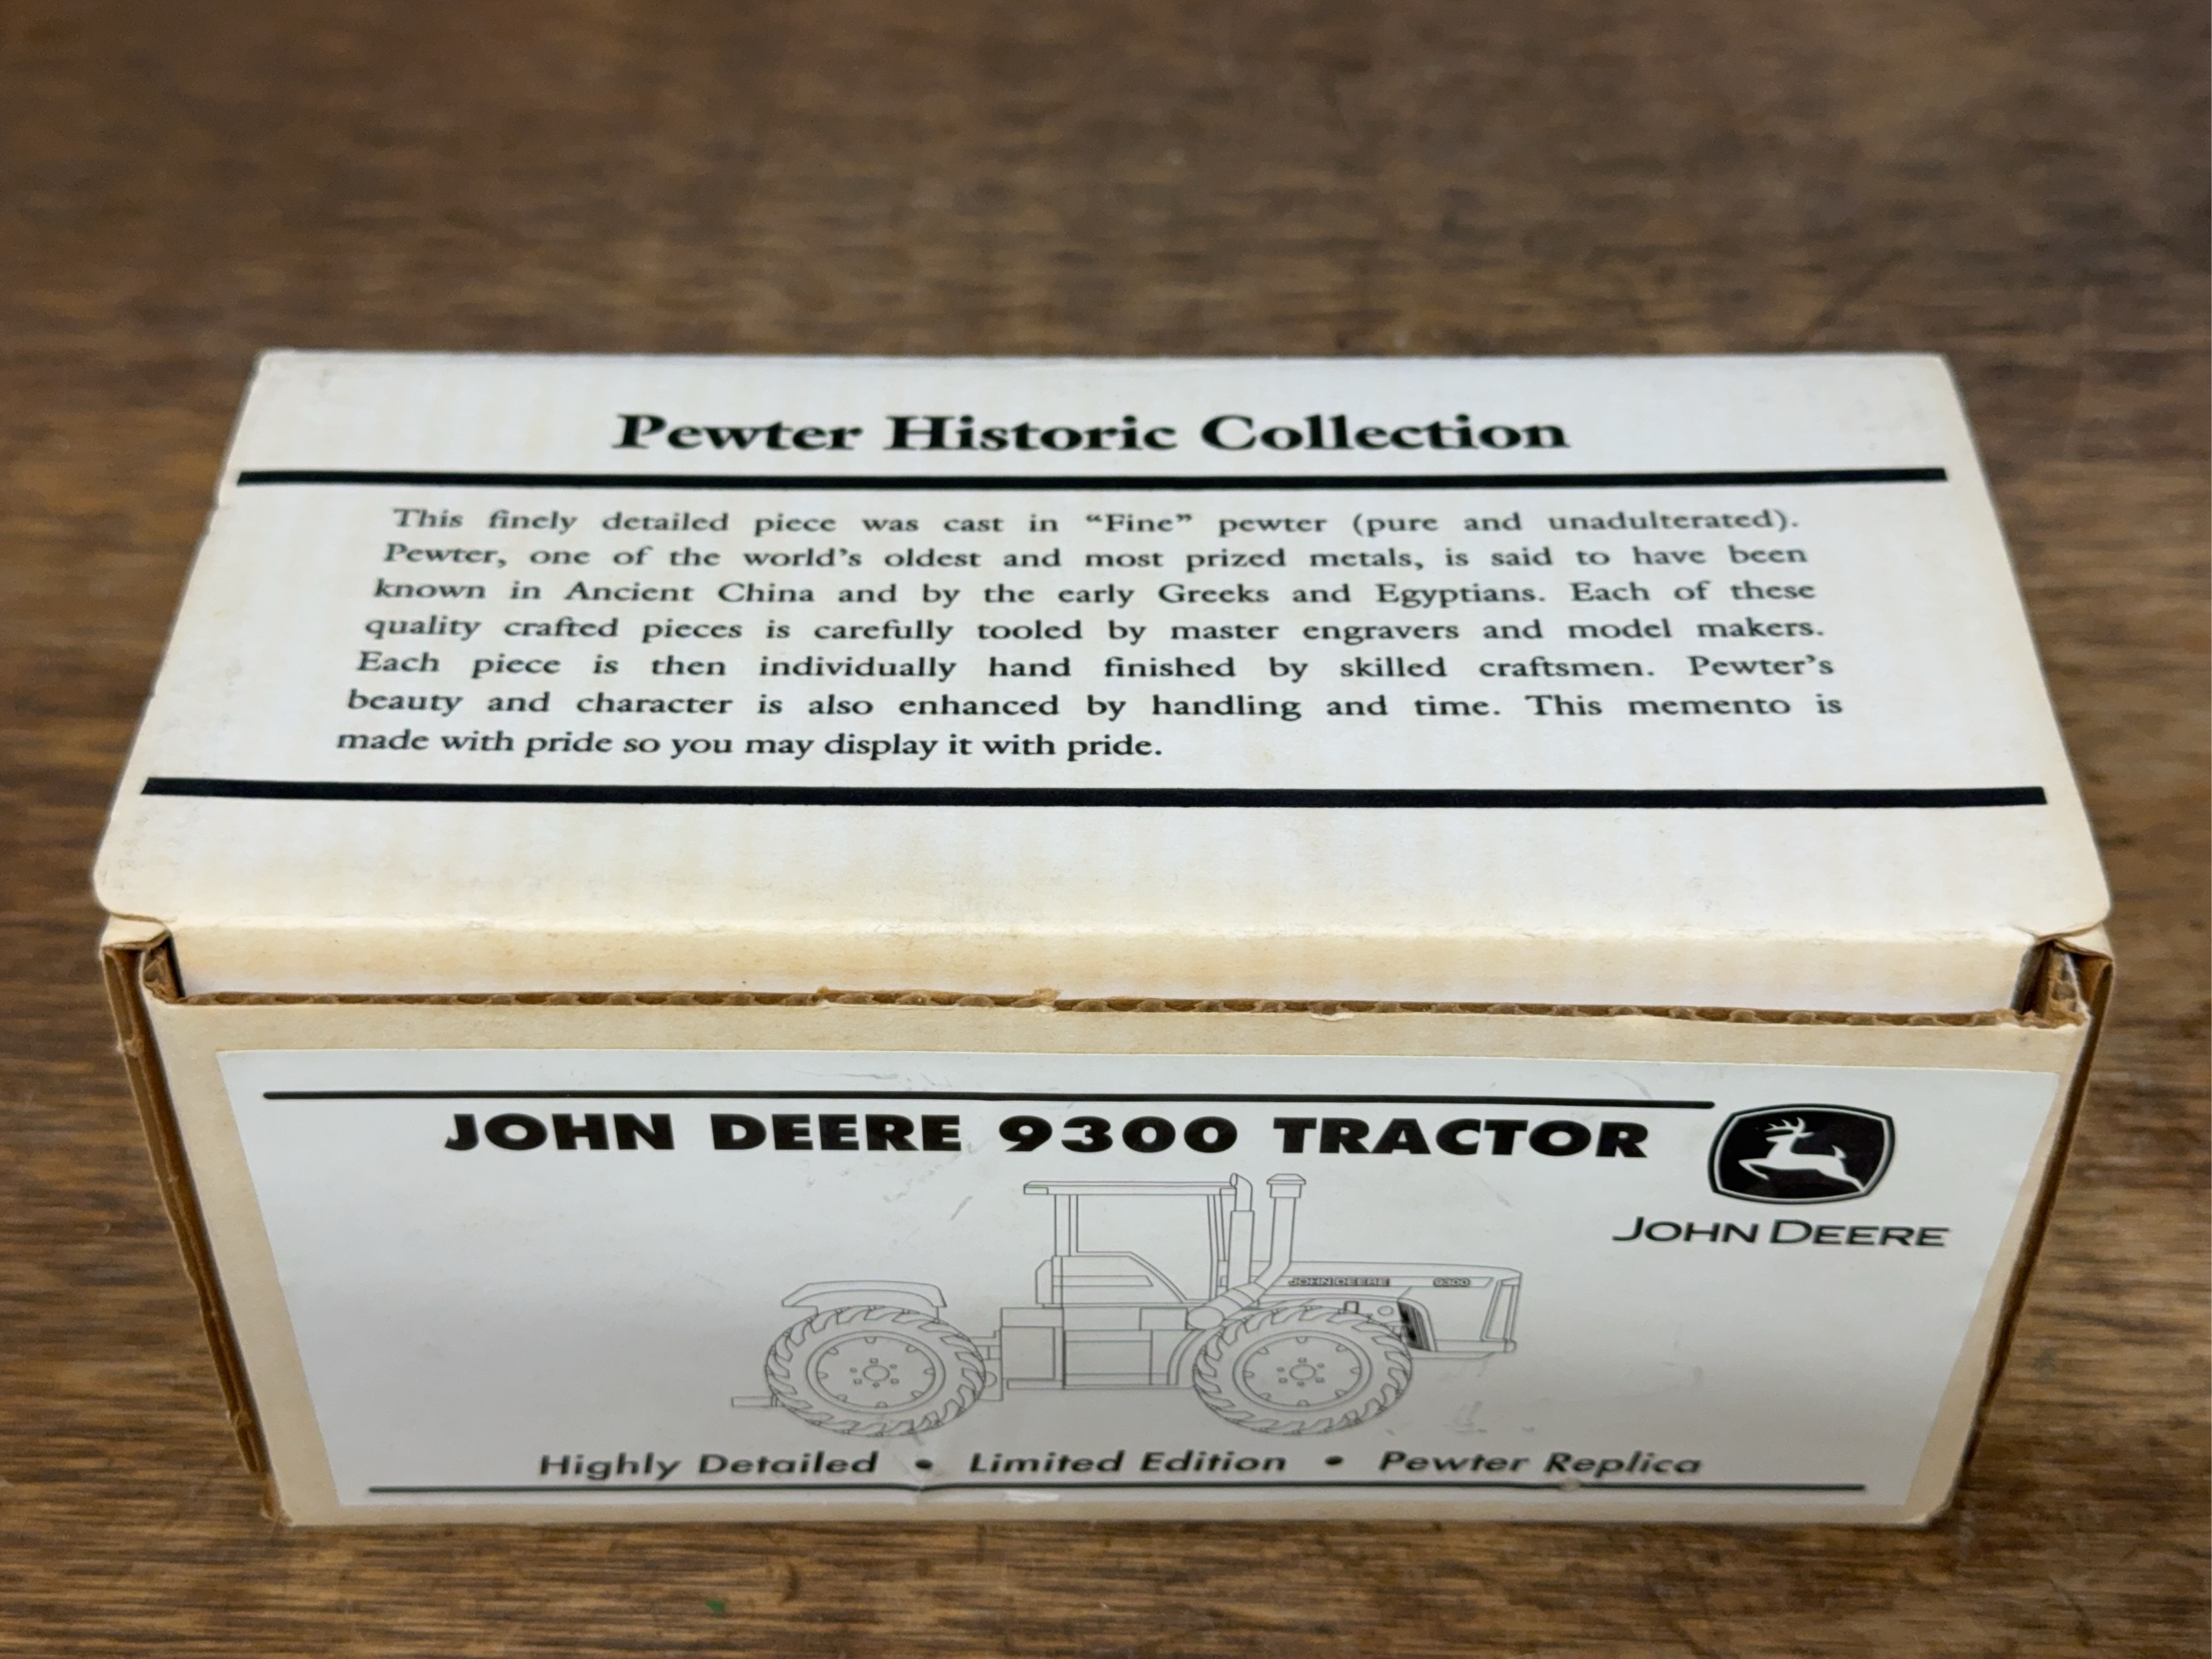 Pewter Historic Collection
This finely detailed piece was cast in “Fine” pewter (pure and unadulterated).
Pewter, one of the world’s oldest and most prized metals, is said to have been
known in Ancient China and by the early Greeks and Egyptians. Each of these
quality crafted pieces is carefully tooled by master engravers and model makers.
Each piece is then individually hand finished by skilled craftsmen. Pewter’s
beauty and character is also enhanced by handling and time. This memento is
made with pride so you may display it with pride.
JOHN DEERE 9300 TRACTOR
JOHN DEERE
JOHN DEERE 9300
Highly Detailed • Limited Edition • Pewter Replica